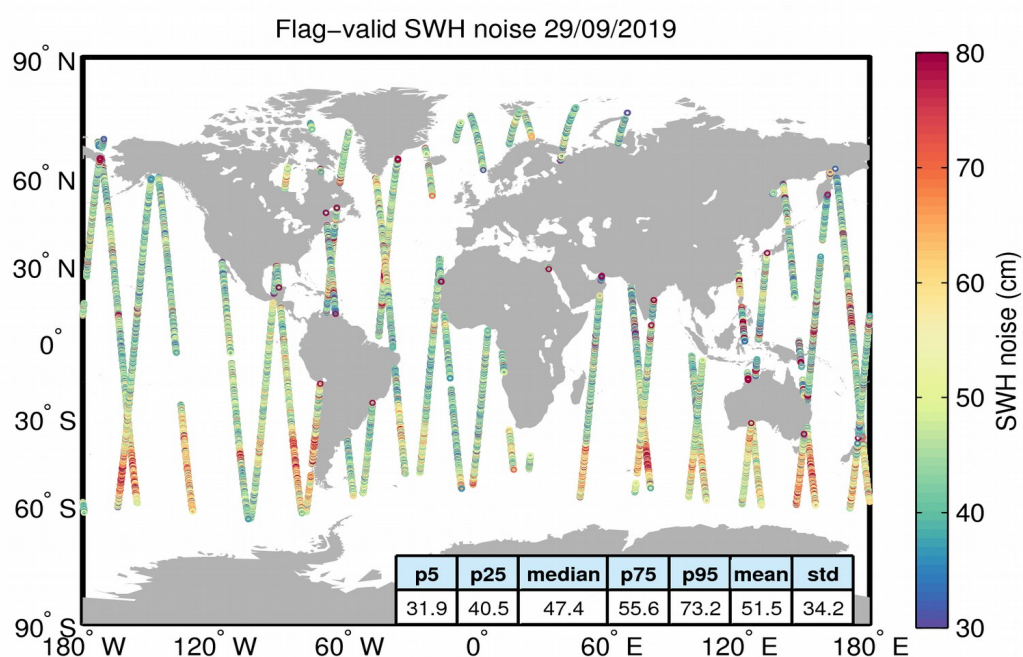 Flag−valid SWH noise 29/09/2019
90° N
60° N
30° N
0°
30° S
60° S
90° S
180° W
120° W
60° W
0°
60° E
120° E
180° E
p5 p25 median p75 p95 mean std
31.9 40.5 47.4 55.6 73.2 51.5 34.2
80
70
60
50
40
30
SWH noise (cm)